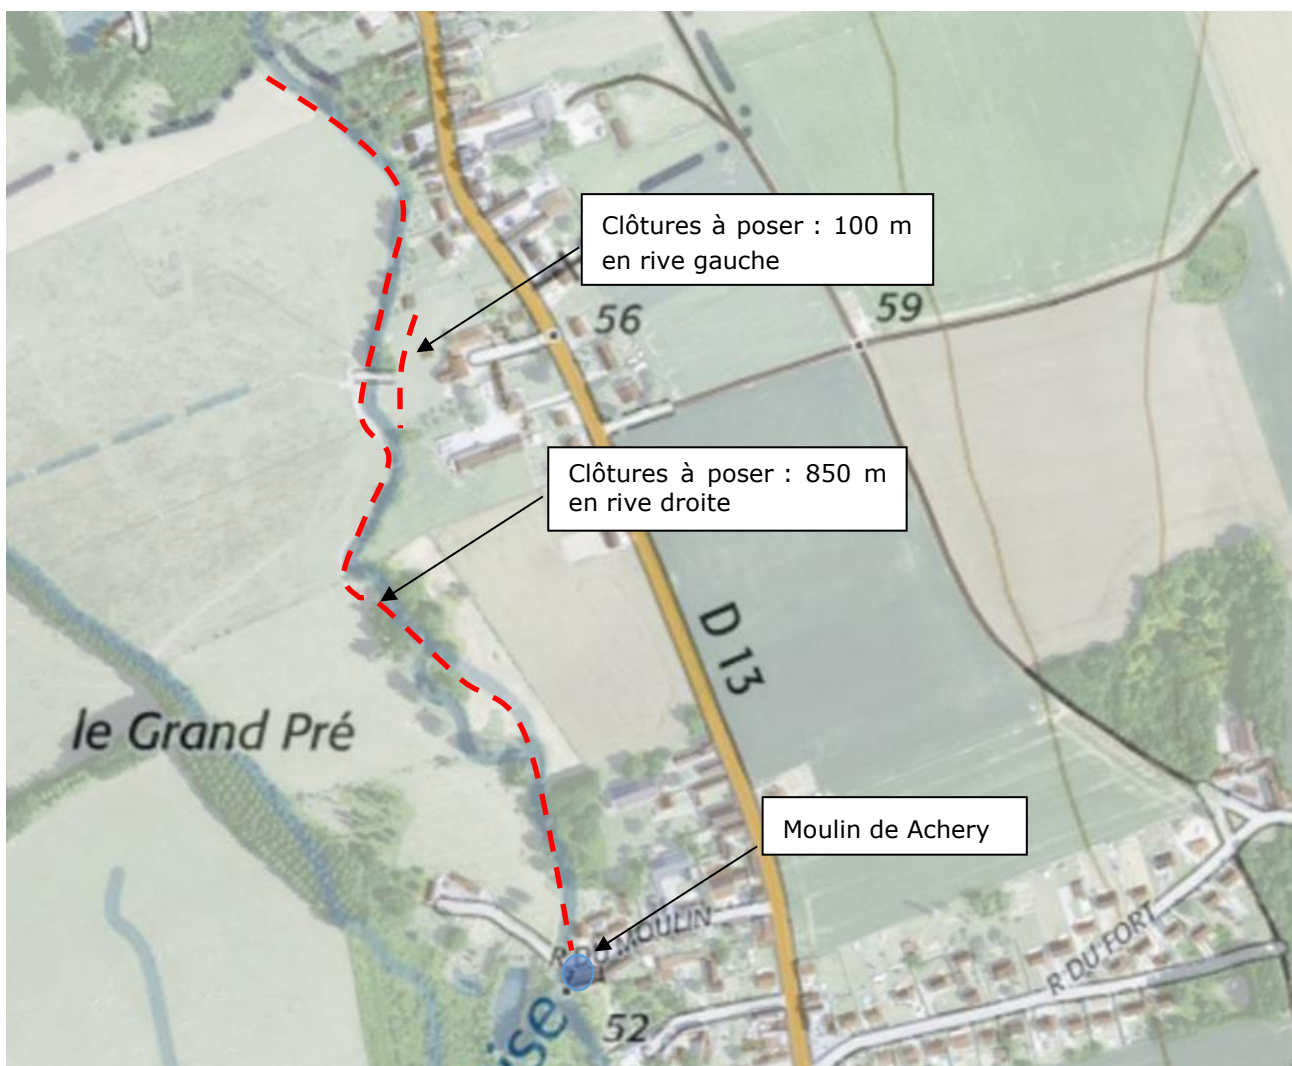 Clôtures à poser : 100 m
en rive gauche
56
59
Clôtures à poser : 850 m
en rive droite
D 13
le Grand Pré
Moulin de Achery
R DU MOULIN
R DU FORT
52